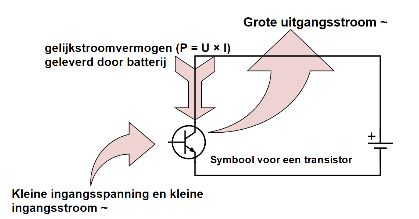 Grote uitgangsstroom ~
gelijkstroomvermogen (P = U × I)
geleverd door batterij
+
Symbool voor een transistor
Kleine ingangsspanning en kleine
ingangsstroom ~